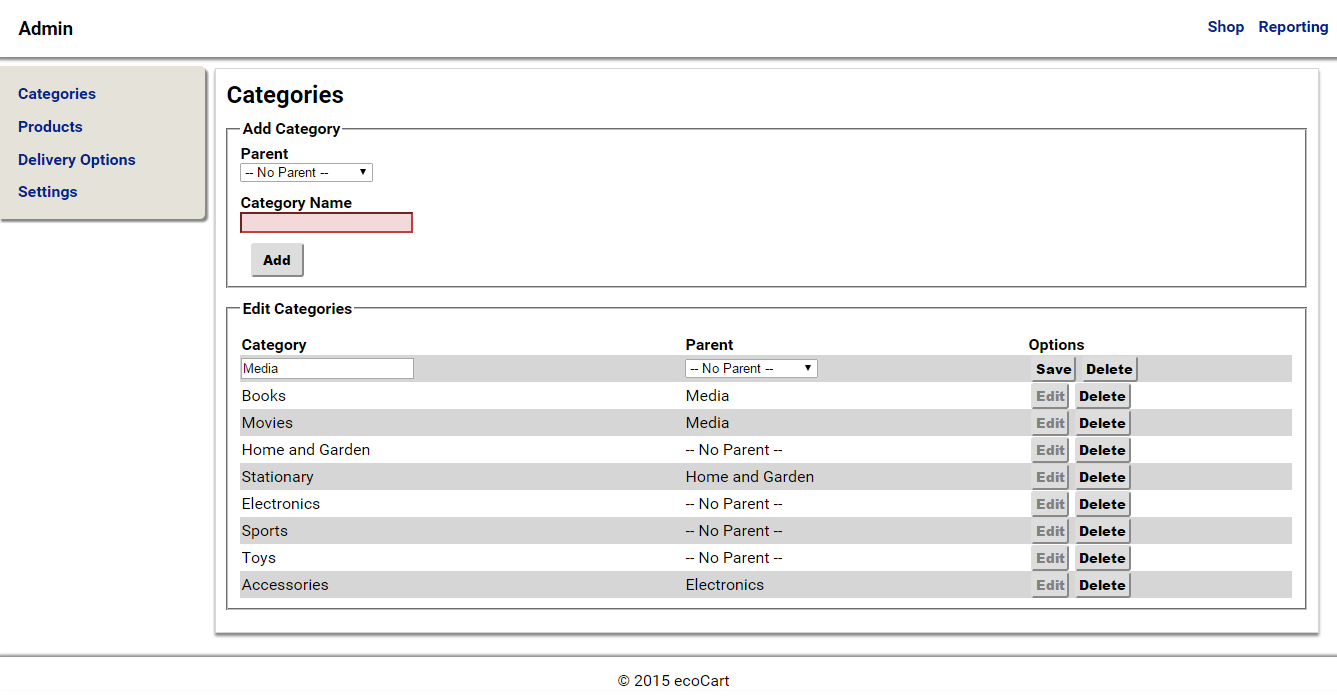 Admin
Shop Reporting
Categories
Products
Delivery Options
Settings
Categories
Add Category
Parent
-- No Parent --
Category Name
Add
Edit Categories
Category Parent Options
Media -- No Parent -- Save Delete
Books Media Edit Delete
Movies Media Edit Delete
Home and Garden -- No Parent -- Edit Delete
Stationary Home and Garden Edit Delete
Electronics -- No Parent -- Edit Delete
Sports -- No Parent -- Edit Delete
Toys -- No Parent -- Edit Delete
Accessories Electronics Edit Delete
© 2015 ecoCart